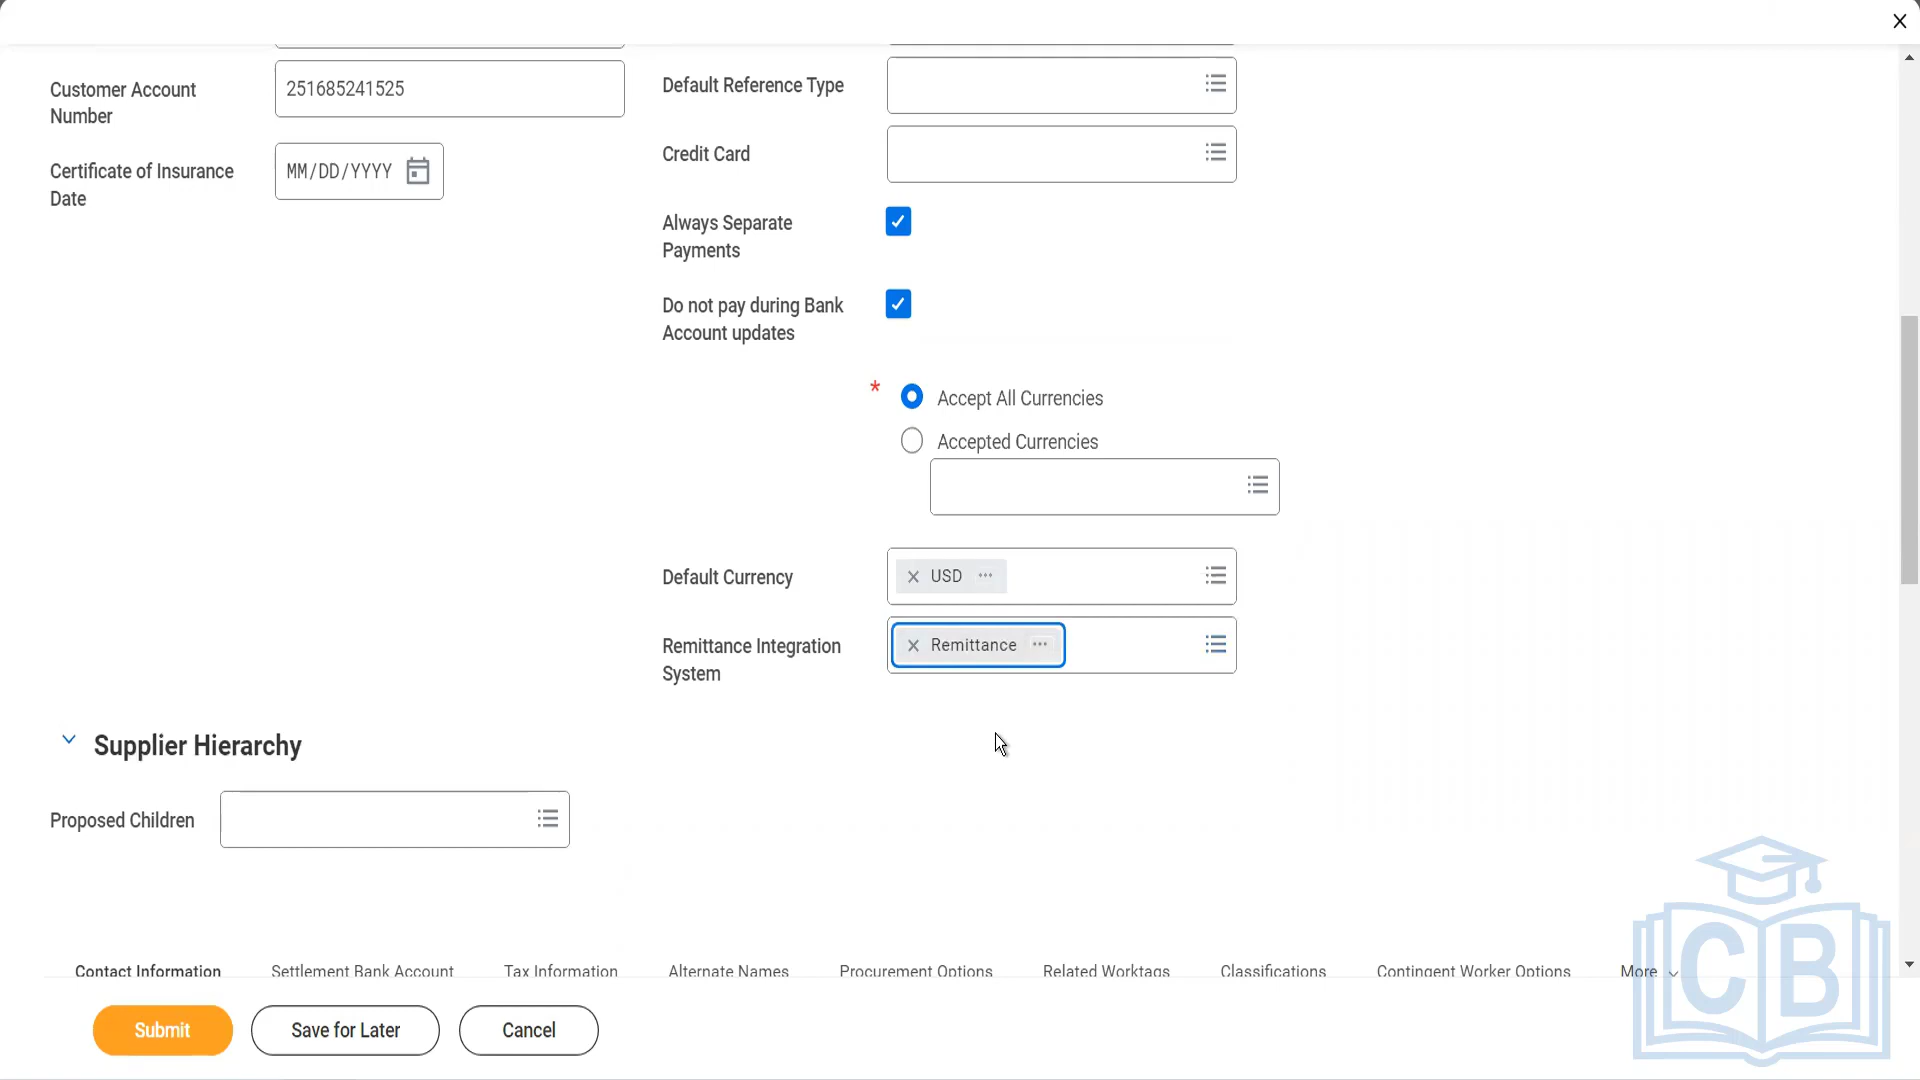 Customer Account
Number
251685241525
Certificate of Insurance
Date
MM/DD/YYYY
Default Reference Type
Credit Card
Always Separate
Payments
Do not pay during Bank
Account updates
* Accept All Currencies
Accepted Currencies
Default Currency
USD
Remittance Integration
System
Remittance
Supplier Hierarchy
Proposed Children
Contact Information Settlement Bank Account Tax Information Alternate Names Procurement Options Related Worktags Classifications Contingent Worker Options More
Submit Save for Later Cancel
CB